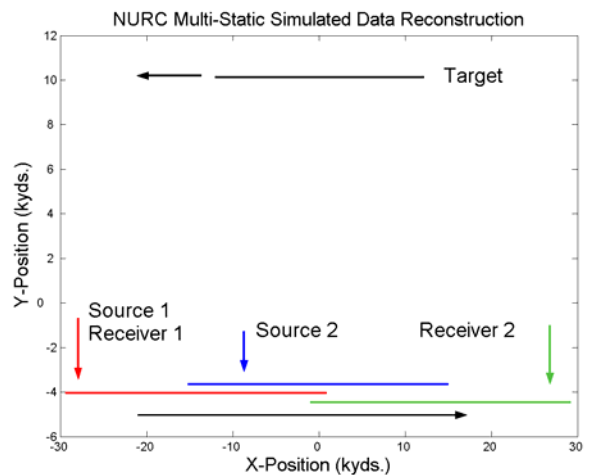 NURC Multi-Static Simulated Data Reconstruction
12
10
8
6
4
2
0
-2
-4
-6
Y-Position (kyds.)
Target
Source 1
Receiver 1
Source 2
Receiver 2
-30
-20
-10
0
10
20
30
X-Position (kyds.)